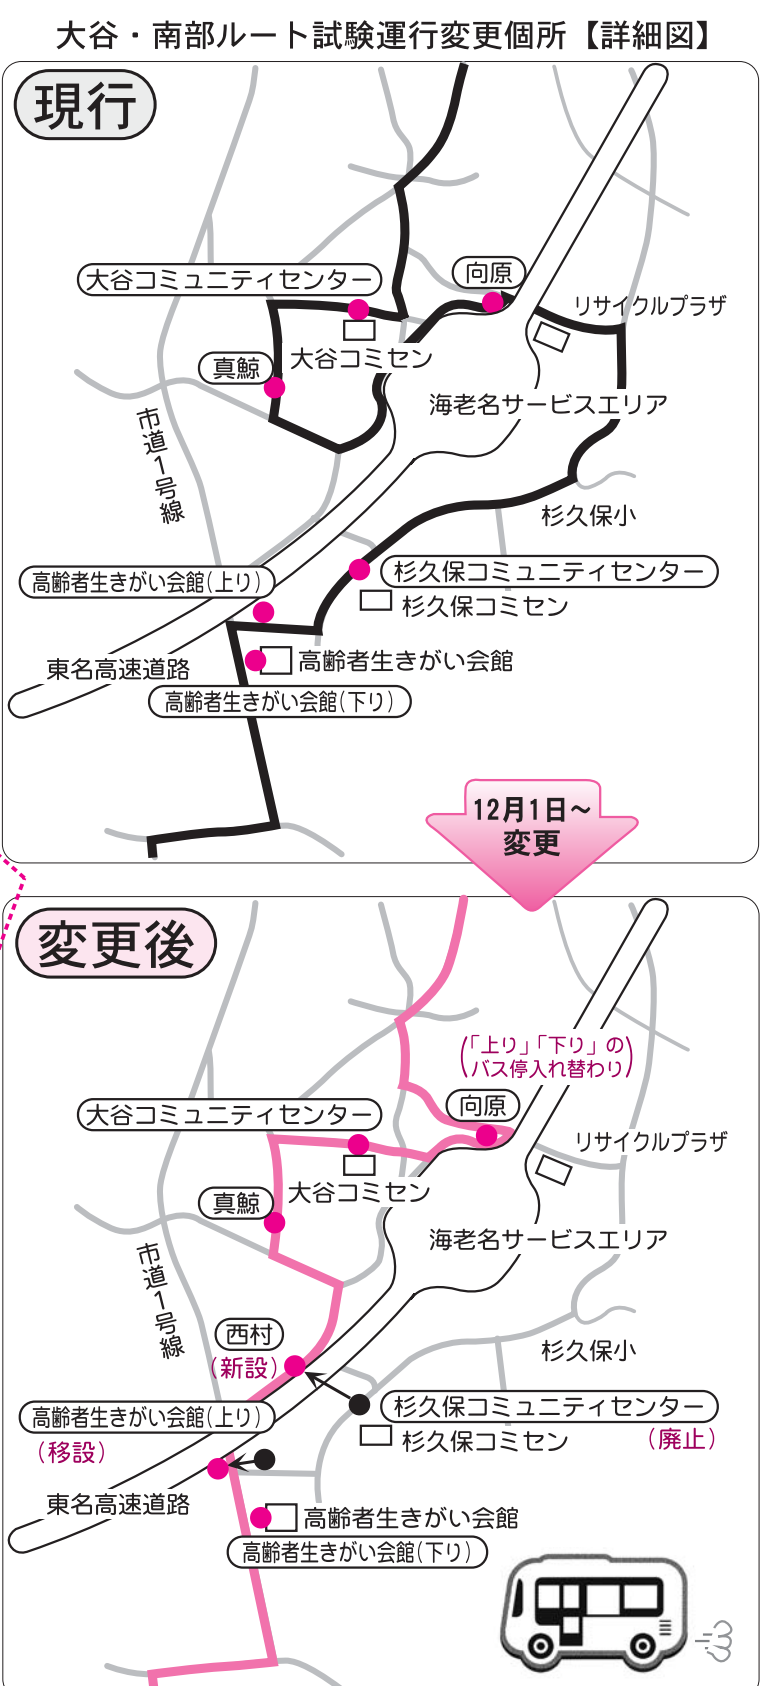 大谷・南部ルート試験運行変更個所【詳細図】
現行
大谷コミュニティセンター
向原
リサイクルプラザ
大谷コミセン
真鯨
海老名サービスエリア
市道1号線
杉久保小
高齢者生きがい会館(上り)
杉久保コミュニティセンター
杉久保コミセン
東名高速道路
高齢者生きがい会館
高齢者生きがい会館(下り)
12月1日〜
変更
変更後
(「上り」「下り」の
バス停入れ替わり)
向原
大谷コミュニティセンター
リサイクルプラザ
大谷コミセン
真鯨
海老名サービスエリア
市道1号線
西村
(新設)
杉久保小
高齢者生きがい会館(上り)
(移設)
杉久保コミュニティセンター
杉久保コミセン
(廃止)
東名高速道路
高齢者生きがい会館
高齢者生きがい会館(下り)